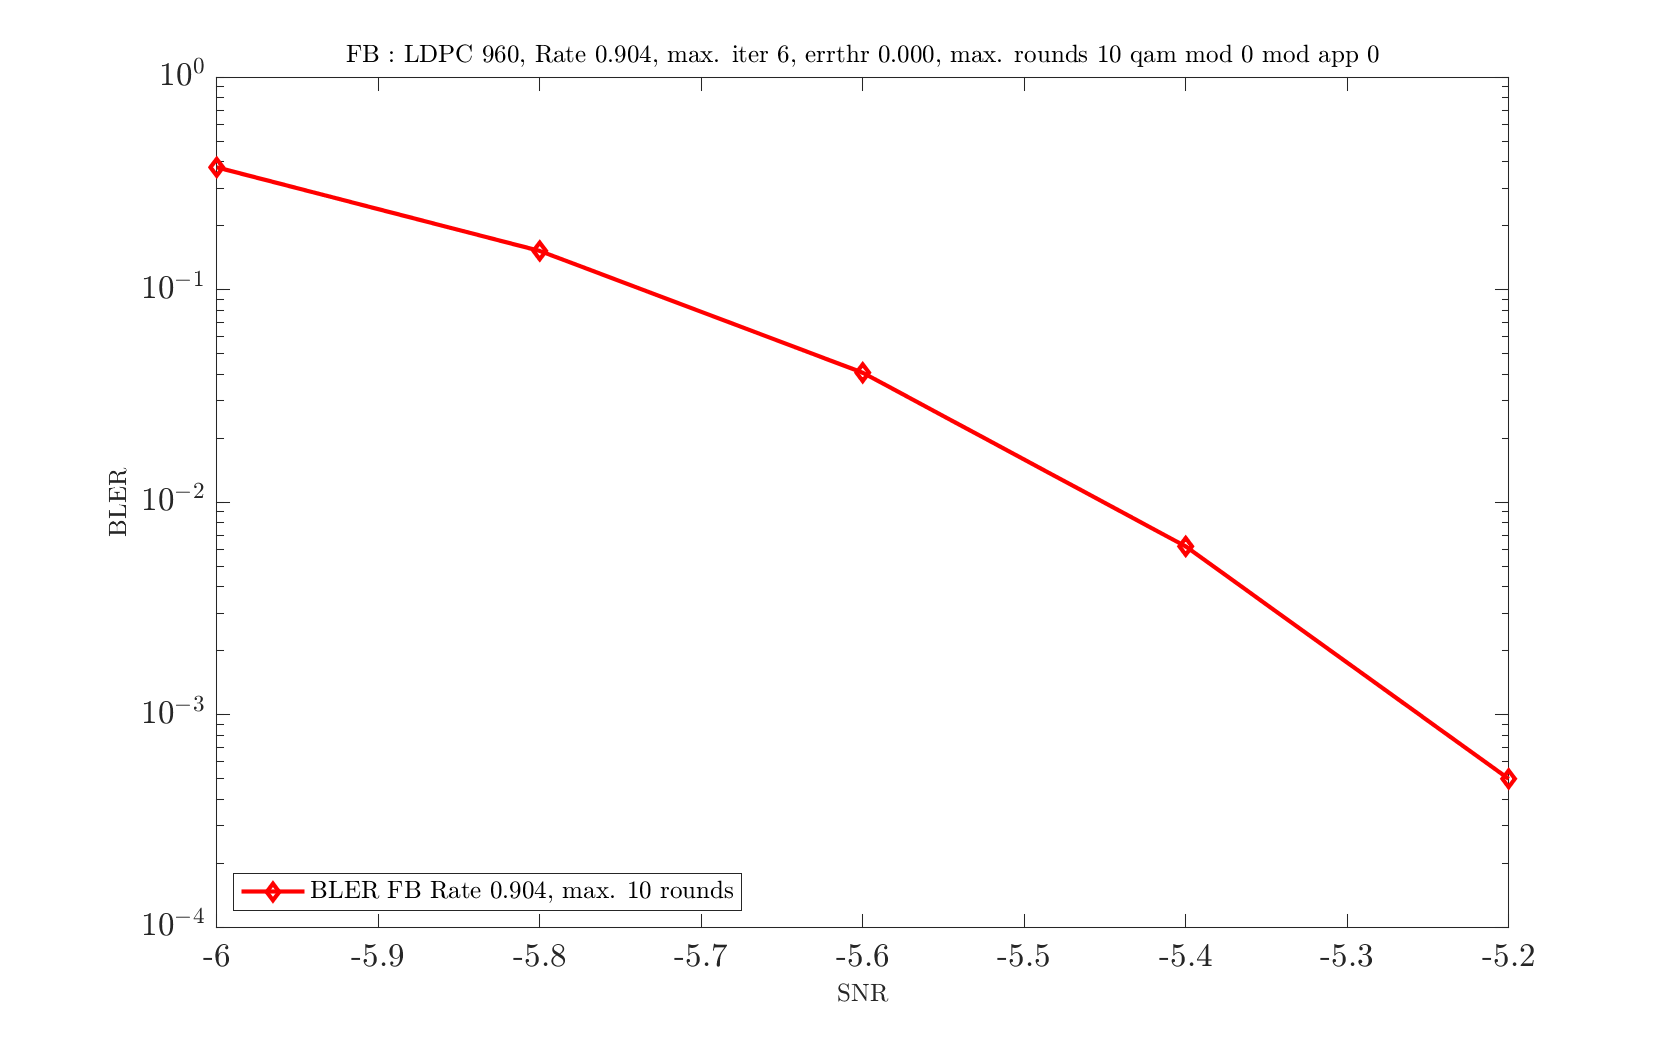 FB : LDPC 960, Rate 0.904, max. iter 6, errthr 0.000, max. rounds 10 qam mod 0 mod app 0
10^0
10^-1
10^-2
10^-3
10^-4
BLER
BLER FB Rate 0.904, max. 10 rounds
-6 -5.9 -5.8 -5.7 -5.6 -5.5 -5.4 -5.3 -5.2
SNR